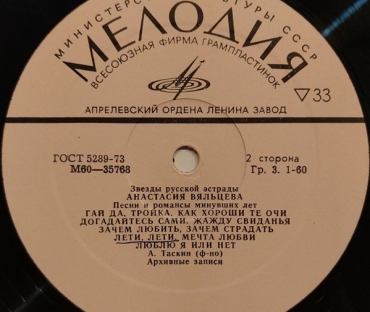 МИНИСТЕРСТВО КУЛЬТУРЫ СССР
МЕЛОДИЯ
ВСЕСОЮЗНАЯ ФИРМА ГРАМПЛАСТИНОК
▽33
АПРЕЛЕВСКИЙ ОРДЕНА ЛЕНИНА ЗАВОД
ГОСТ 5289-73
2 сторона
М60—35768
Гр. 3. 1-60
Звезды русской эстрады
АНАСТАСИЯ ВЯЛЬЦЕВА
Песни и романсы минувших лет
ГАЙ ДА, ТРОЙКА. КАК ХОРОШИ ТЕ ОЧИ
ДОГАДАЙТЕСЬ САМИ. ЖАЖДУ СВИДАНЬЯ
ЗАЧЕМ ЛЮБИТЬ, ЗАЧЕМ СТРАДАТЬ
ЛЕТИ, ЛЕТИ, МЕЧТА ЛЮБВИ
ЛЮБЛЮ Я ИЛИ НЕТ
А. Таскин (ф-но)
Архивные записи